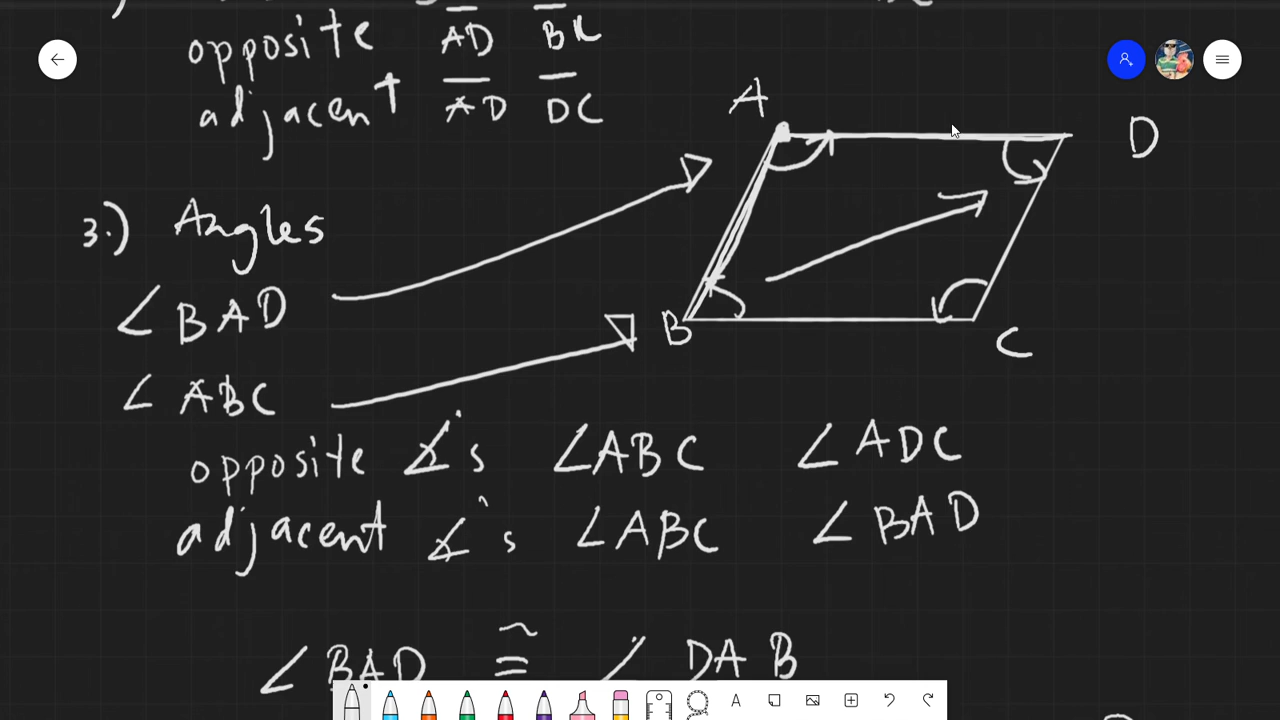 opposite AD BC
adjacent AD DC
A
D
3.) Angles
∠ BAD
B
C
∠ ABC
opposite ∡'s ∠ABC ∠ADC
adjacent ∡'s ∠ABC ∠BAD
∠ BAD ≅ ∠ DAB
A